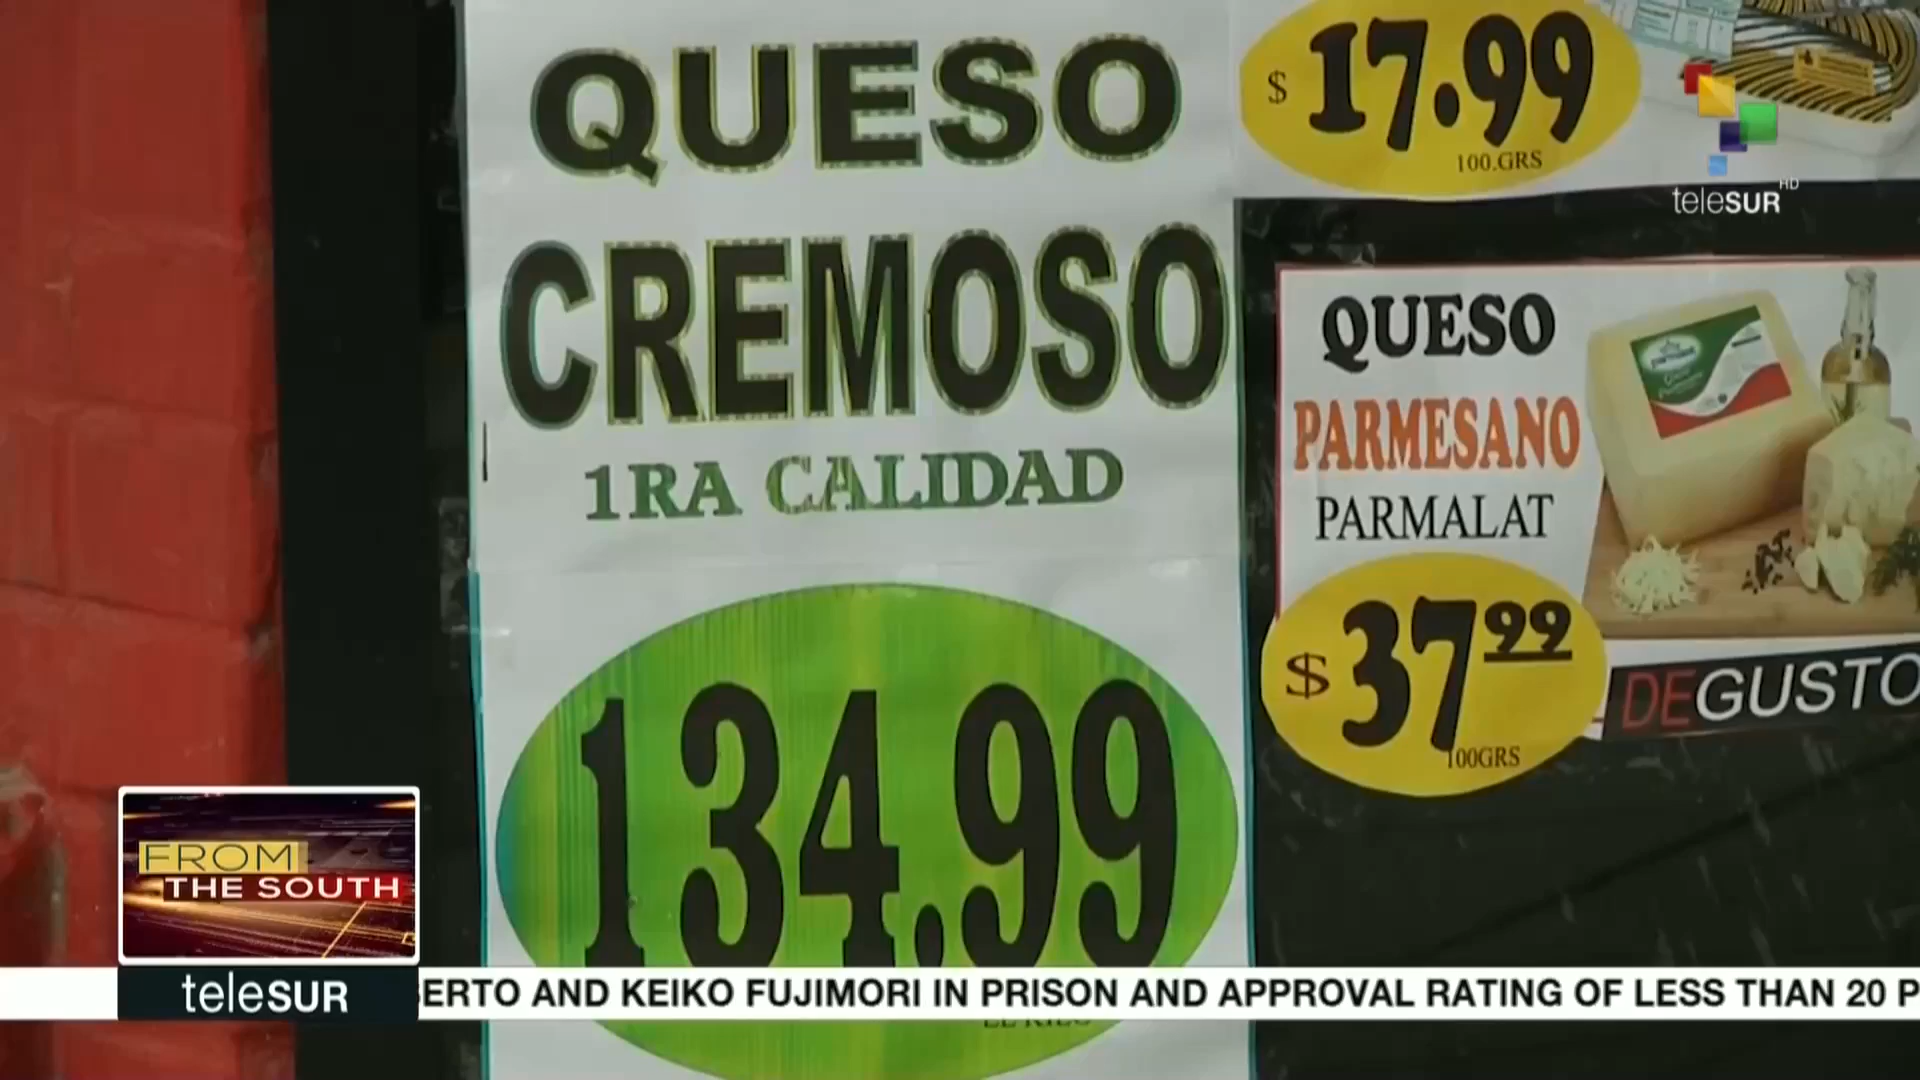 QUESO
CREMOSO
1RA CALIDAD
134.99
$ 17.99
100.GRS
teleSUR HD
QUESO
PARMESANO
PARMALAT
$ 37 99
100GRS
DEGUSTO
FROM
THE SOUTH
teleSUR
BERTO AND KEIKO FUJIMORI IN PRISON AND APPROVAL RATING OF LESS THAN 20 P